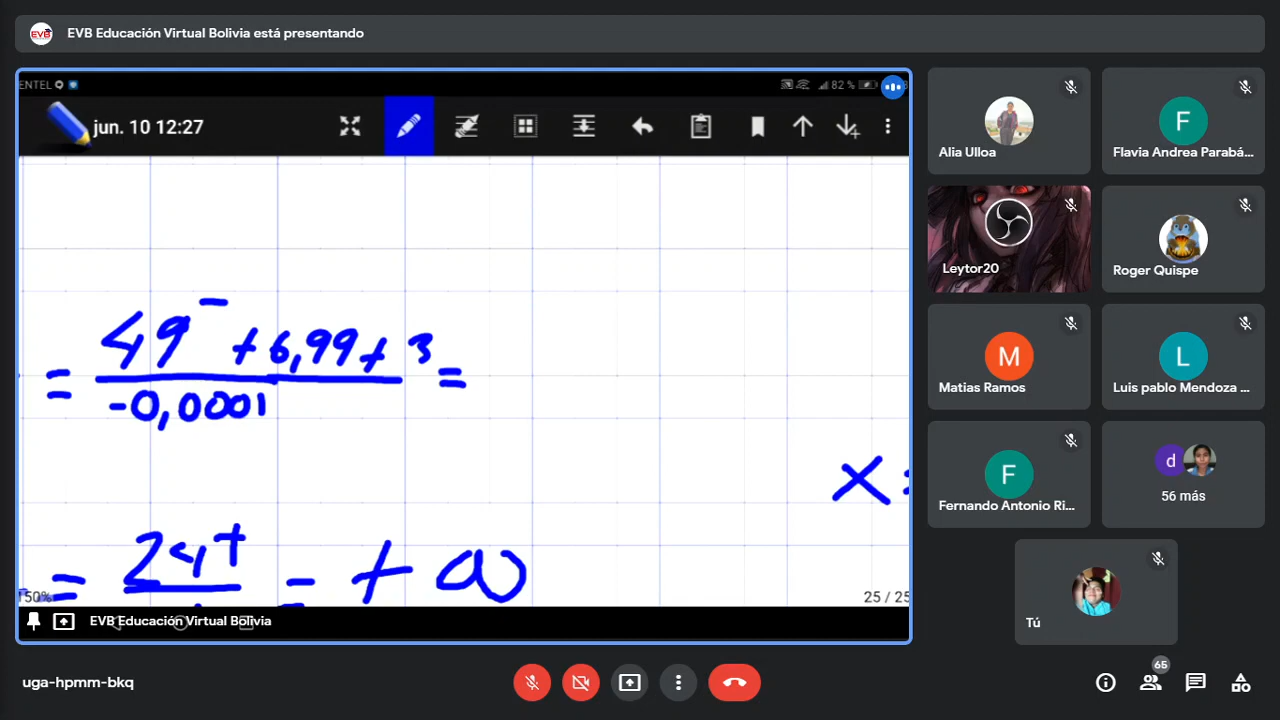 EVB Educación Virtual Bolivia está presentando
ENTEL
82 %
jun. 10 12:27
49⁻ + 6,99 + 3
= ‾‾‾‾‾‾‾‾‾‾ =
-0,0001
x =
= 24⁺ = + ∞
150%
25 / 25
EVB Educación Virtual Bolivia
Alia Ulloa
Flavia Andrea Parabá...
Leytor20
Roger Quispe
M
Matias Ramos
L
Luis pablo Mendoza ...
F
Fernando Antonio Ri...
F
d
56 más
Tú
uga-hpmm-bkq
65